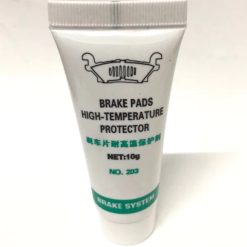 BRAKE PADS
HIGH-TEMPERATURE
PROTECTOR
刹车片耐高温保护剂
NET:10g
NO. 203
BRAKE SYSTEM